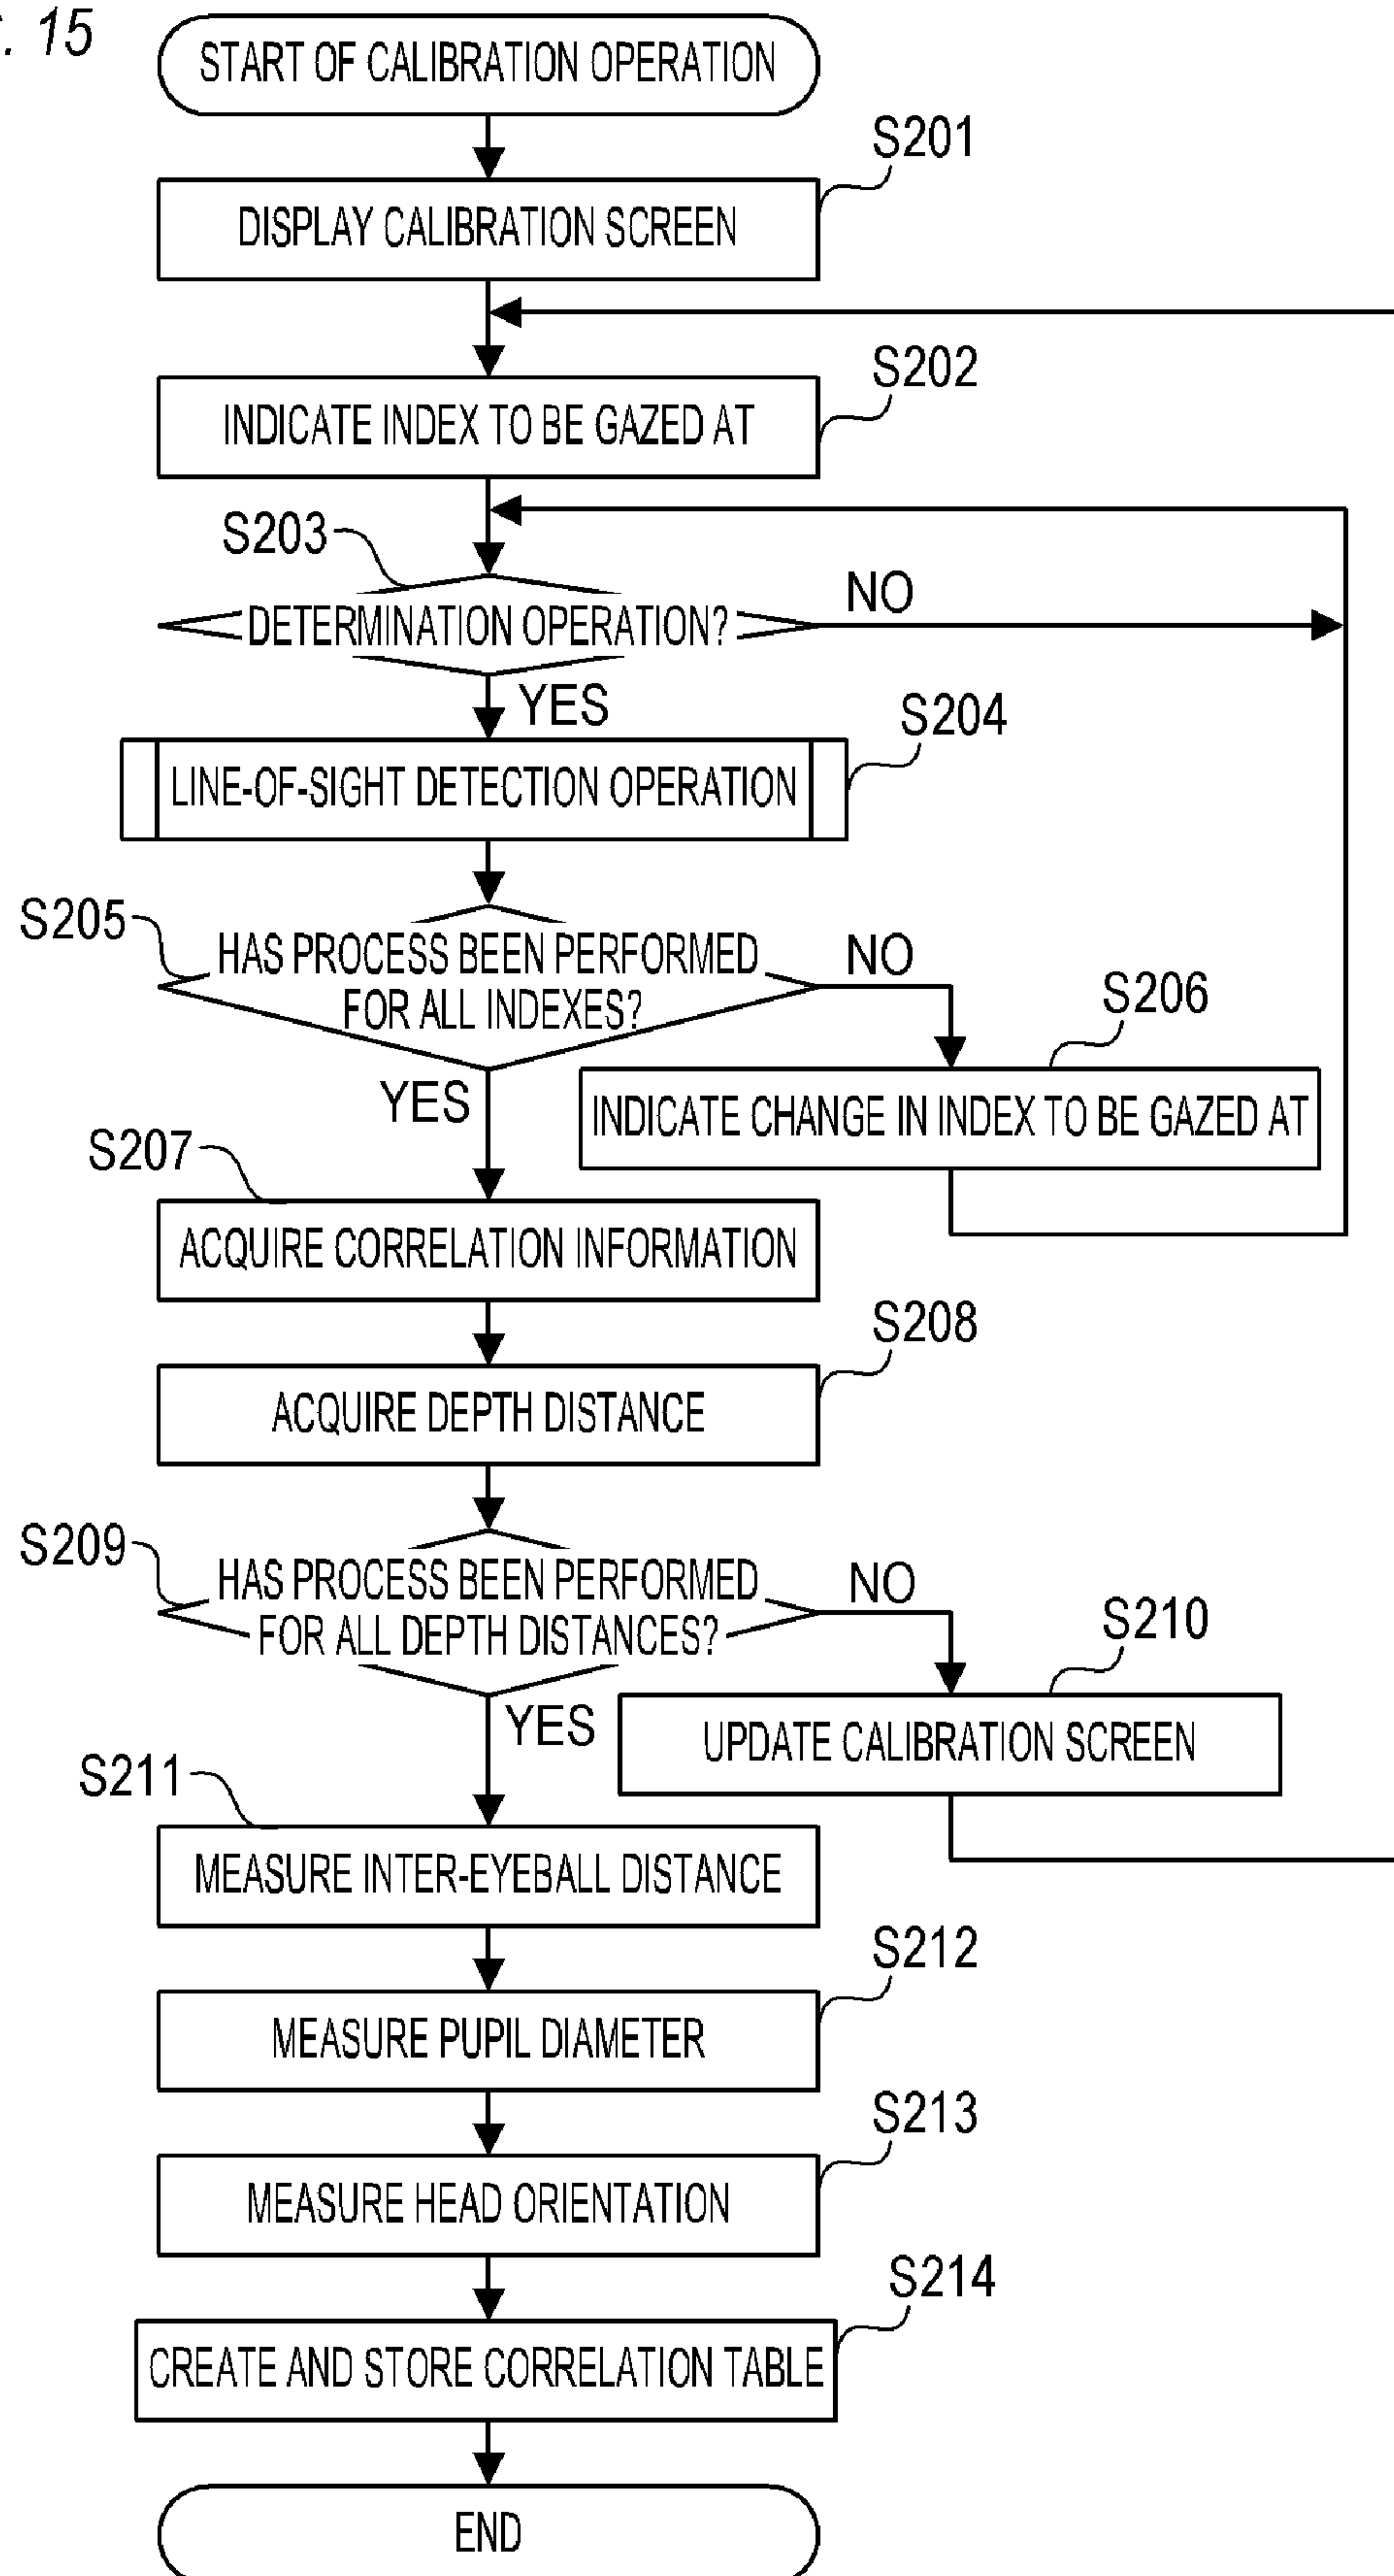 . 15
START OF CALIBRATION OPERATION
S201
DISPLAY CALIBRATION SCREEN
S202
INDICATE INDEX TO BE GAZED AT
S203
DETERMINATION OPERATION?
NO
YES
S204
LINE-OF-SIGHT DETECTION OPERATION
S205
HAS PROCESS BEEN PERFORMED
FOR ALL INDEXES?
NO
S206
YES
INDICATE CHANGE IN INDEX TO BE GAZED AT
S207
ACQUIRE CORRELATION INFORMATION
S208
ACQUIRE DEPTH DISTANCE
S209
HAS PROCESS BEEN PERFORMED
FOR ALL DEPTH DISTANCES?
NO
S210
YES
UPDATE CALIBRATION SCREEN
S211
MEASURE INTER-EYEBALL DISTANCE
S212
MEASURE PUPIL DIAMETER
S213
MEASURE HEAD ORIENTATION
S214
CREATE AND STORE CORRELATION TABLE
END